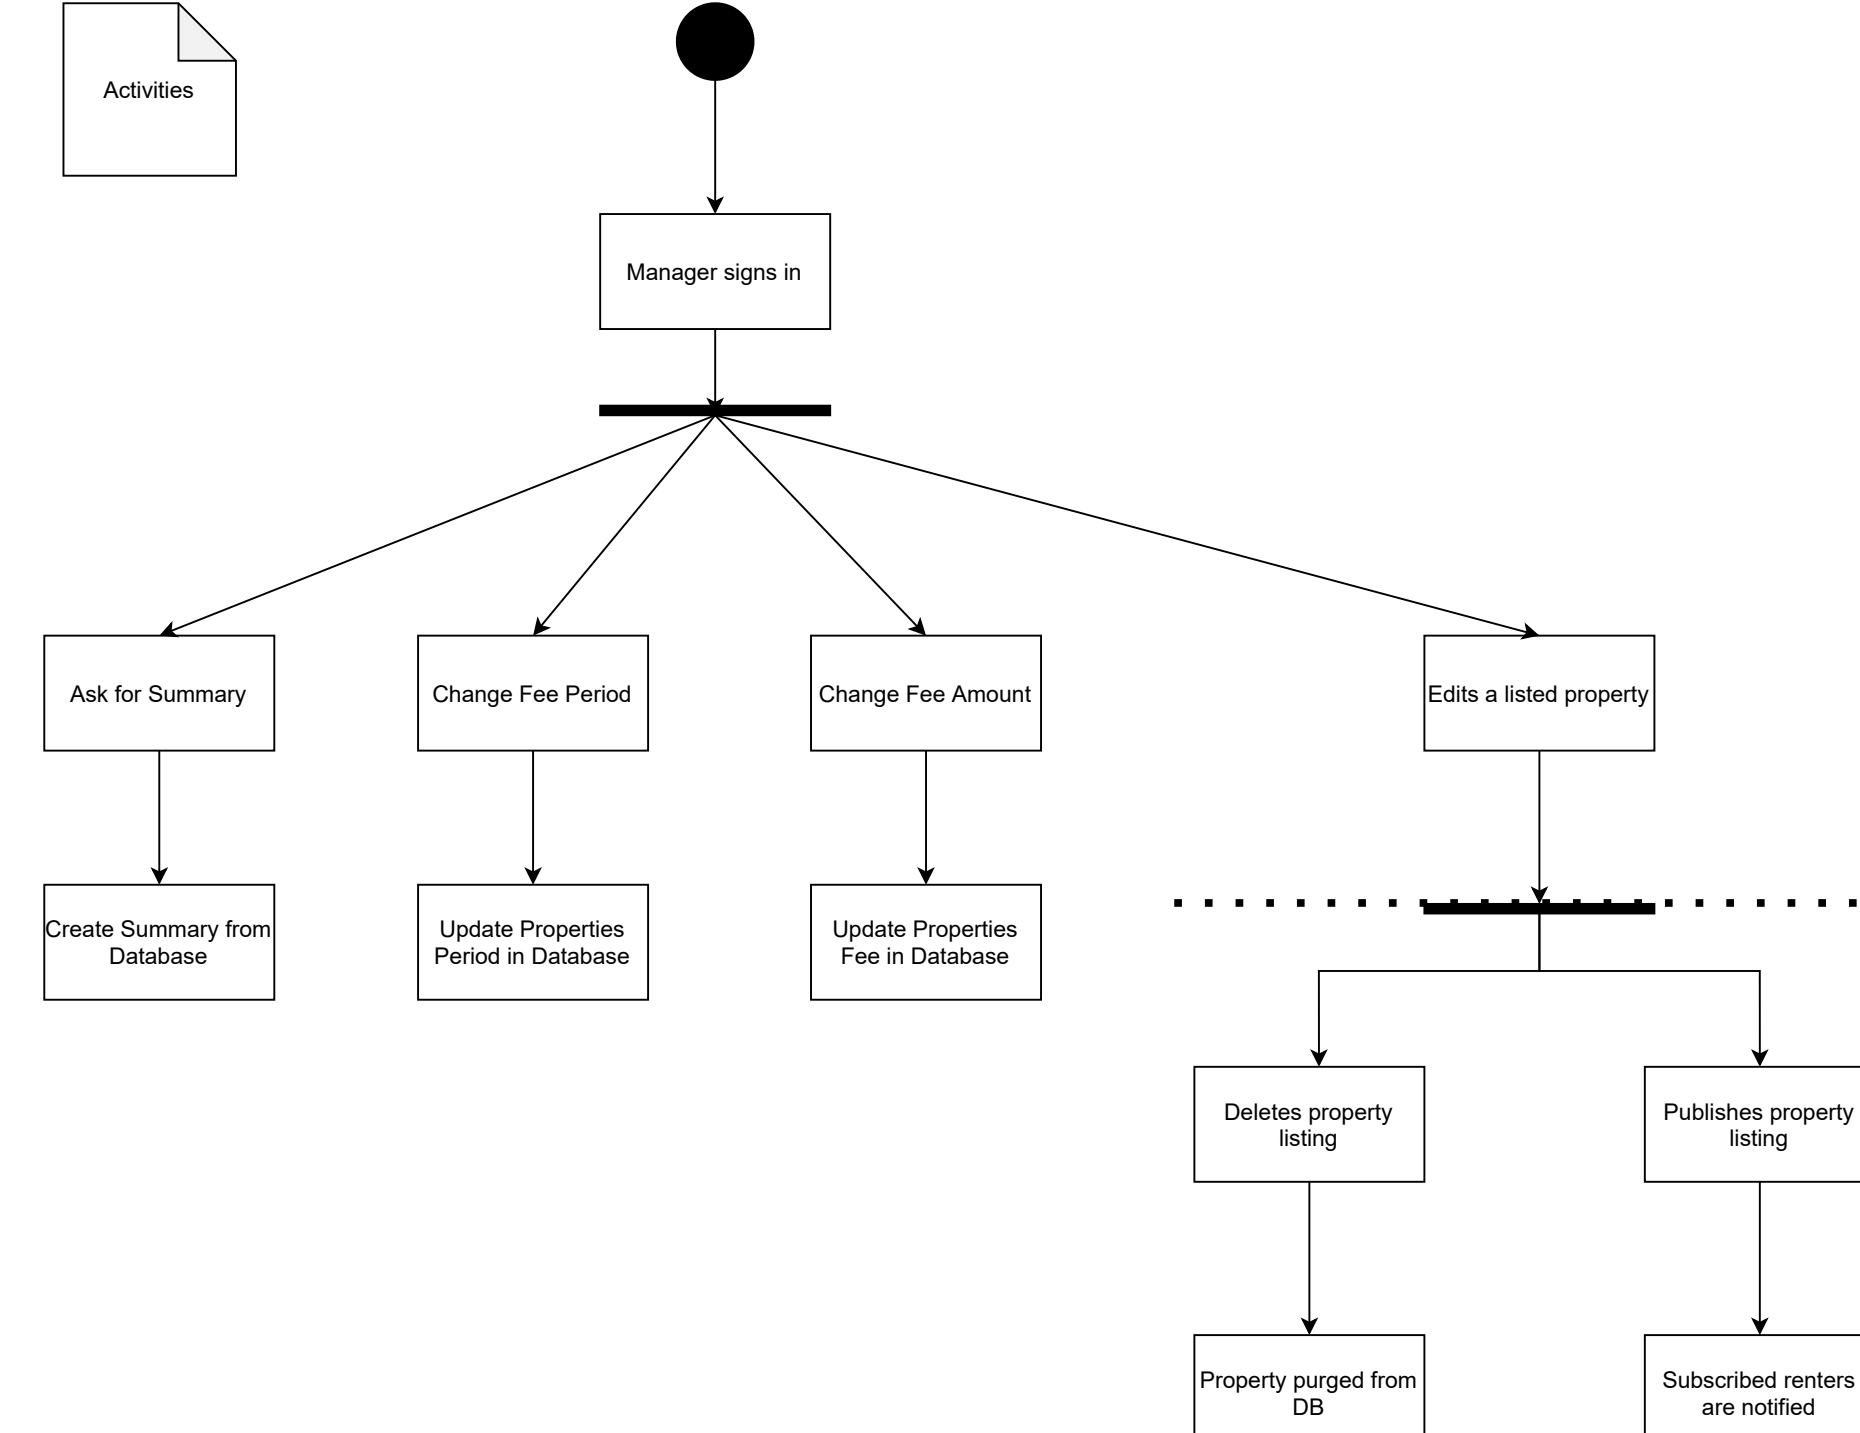 Activities
Manager signs in
Ask for Summary
Change Fee Period
Change Fee Amount
Edits a listed property
Create Summary from
Database
Update Properties
Period in Database
Update Properties
Fee in Database
Deletes property
listing
Publishes property
listing
Property purged from
DB
Subscribed renters
are notified